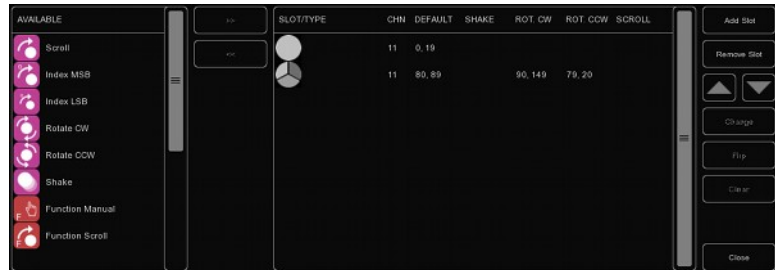 AVAILABLE
Scroll
Index MSB
Index LSB
Rotate CW
Rotate CCW
Shake
F Function Manual
F Function Scroll
>>
<<
SLOT/TYPE CHN DEFAULT SHAKE ROT. CW ROT. CCW SCROLL
11 0, 19
11 80, 89 90, 149 79, 20
Add Slot
Remove Slot
Change
Flip
Clear
Close